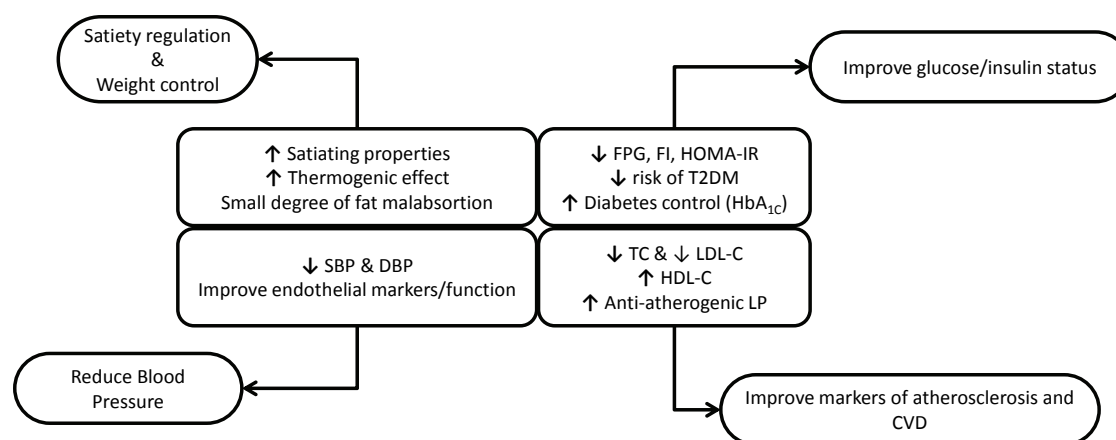 Satiety regulation
&
Weight control
Improve glucose/insulin status
↑ Satiating properties
↑ Thermogenic effect
Small degree of fat malabsortion
↓ FPG, FI, HOMA-IR
↓ risk of T2DM
↑ Diabetes control (HbA1C)
↓ SBP & DBP
Improve endothelial markers/function
↓ TC & ↓ LDL-C
↑ HDL-C
↑ Anti-atherogenic LP
Reduce Blood
Pressure
Improve markers of atherosclerosis and
CVD